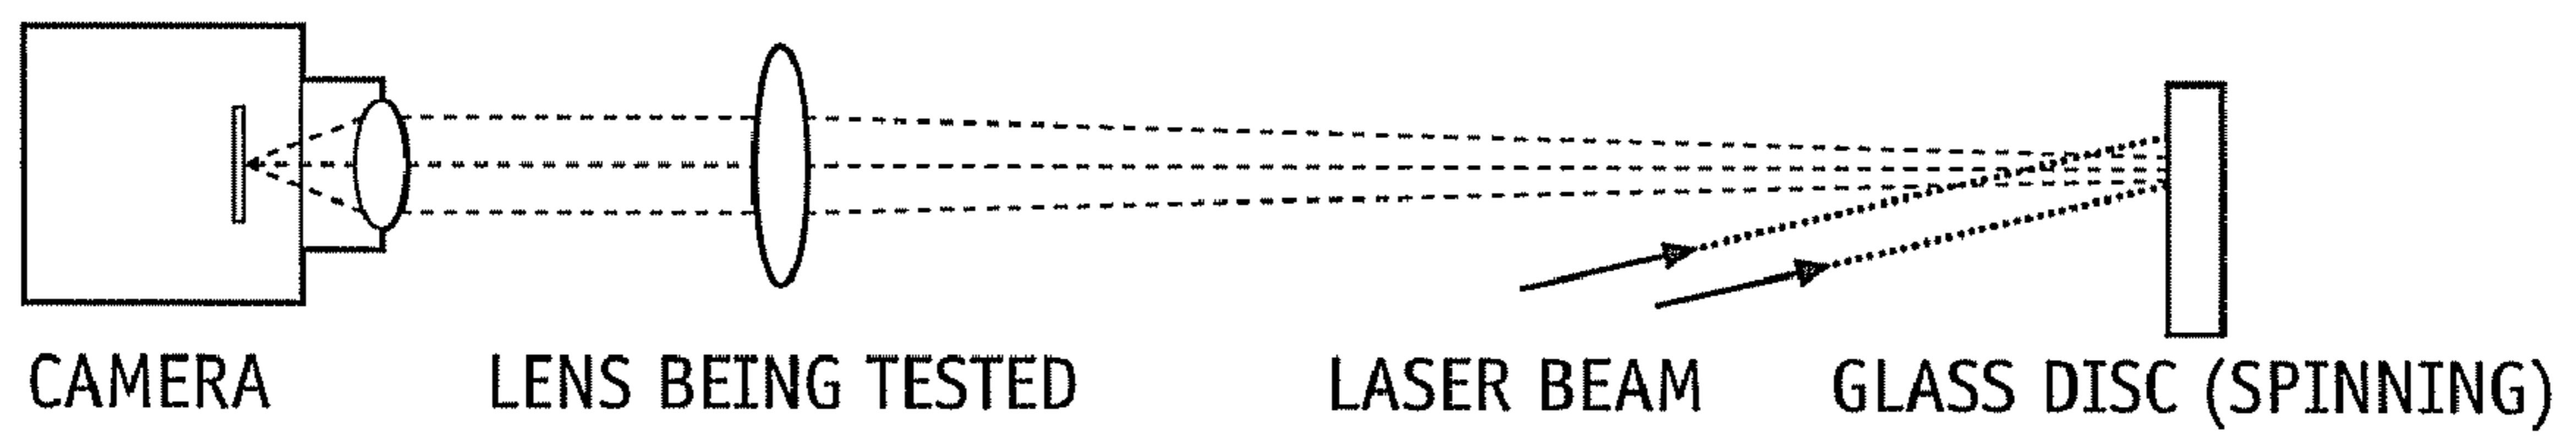 CAMERA
LENS BEING TESTED
LASER BEAM
GLASS DISC (SPINNING)